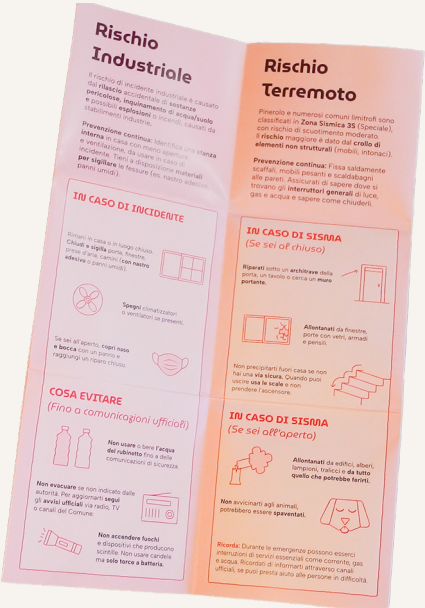 Rischio
Industriale
Il rischio di incidente industriale è causato
dal rilascio accidentale di sostanze
pericolose, inquinamento di acqua/suolo
e possibili esplosioni o incendi, causati da
stabilimenti industrie.
Prevenzione continua: Identifica una stanza
interna in casa con meno aperture
e ventilazione, da usare in caso di
incidente. Tieni a disposizione materiali
per sigillare le fessure (es. nastro adesivo,
panni umidi).
IN CASO DI INCIDENTE
Rimani in casa o in luogo chiuso.
Chiudi e sigilla porte, finestre,
prese d'aria, camini (con nastro
adesivo o panni umidi).
Spegni climatizzatori
o ventilatori se presenti.
Se sei all'aperto, copri naso
e bocca con un panno e
raggiungi un riparo chiuso.
COSA EVITARE
(Fino a comunicazioni ufficiali)
Non usare o bere l'acqua
del rubinetto fino a delle
comunicazioni di sicurezza.
Non evacuare se non indicato dalle
autorità. Per aggiornarti segui
gli avvisi ufficiali via radio, TV
o canali del Comune.
Non accendere fuochi
e dispositivi che producono
scintille. Non usare candele
ma solo torce a batteria.
Rischio
Terremoto
Pinerolo e numerosi comuni limitrofi sono
classificati in Zona Sismica 3S (Speciale),
con rischio di scuotimento moderato.
Il rischio maggiore è dato dal crollo di
elementi non strutturali (mobili, intonaci).
Prevenzione continua: Fissa saldamente
scaffali, mobili pesanti e scaldabagni
alle pareti. Assicurati di sapere dove si
trovano gli interruttori generali di luce,
gas e acqua e sapere come chiuderli.
IN CASO DI SISMA
(Se sei al chiuso)
Riparati sotto un architrave della
porta, un tavolo o cerca un muro
portante.
Allontanati da finestre,
porte con vetri, armadi
e pensili.
Non precipitarti fuori casa se non
hai una via sicura. Quando puoi
uscire usa le scale e non
prendere l'ascensore.
IN CASO DI SISMA
(Se sei all'aperto)
Allontanati da edifici, alberi,
lampioni, tralicci e da tutto
quello che potrebbe ferirti.
Non avvicinarti agli animali,
potrebbero essere spaventati.
Ricorda: Durante le emergenze possono esserci
interruzioni di servizi essenziali come corrente, gas
e acqua. Ricordati di informarti attraverso canali
ufficiali, se puoi presta aiuto alle persone in difficoltà.